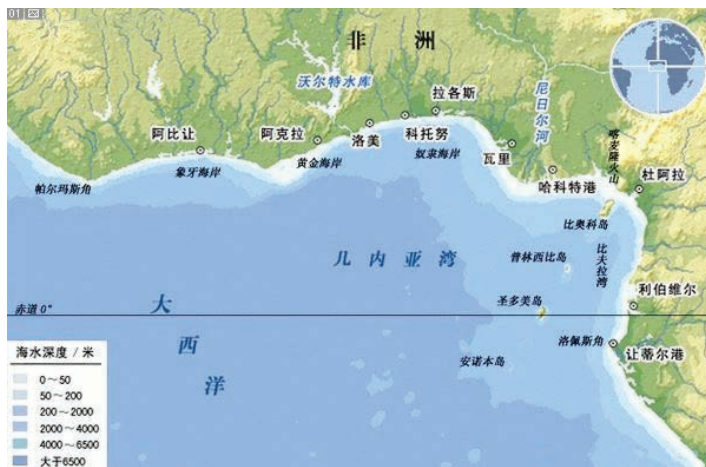 01
非洲
沃尔特水库
尼日尔河
拉各斯
阿比让
阿克拉
洛美
科托努
喀麦隆火山
黄金海岸
奴隶海岸
瓦里
象牙海岸
帕尔玛斯角
哈科特港
杜阿拉
比奥科岛
几内亚湾
普林西比岛
比夫拉湾
大西洋
圣多美岛
利伯维尔
赤道 0°
洛佩斯角
让蒂尔港
安诺本岛
海水深度 / 米
0～50
50～200
200～2000
2000～4000
4000～6500
大于6500